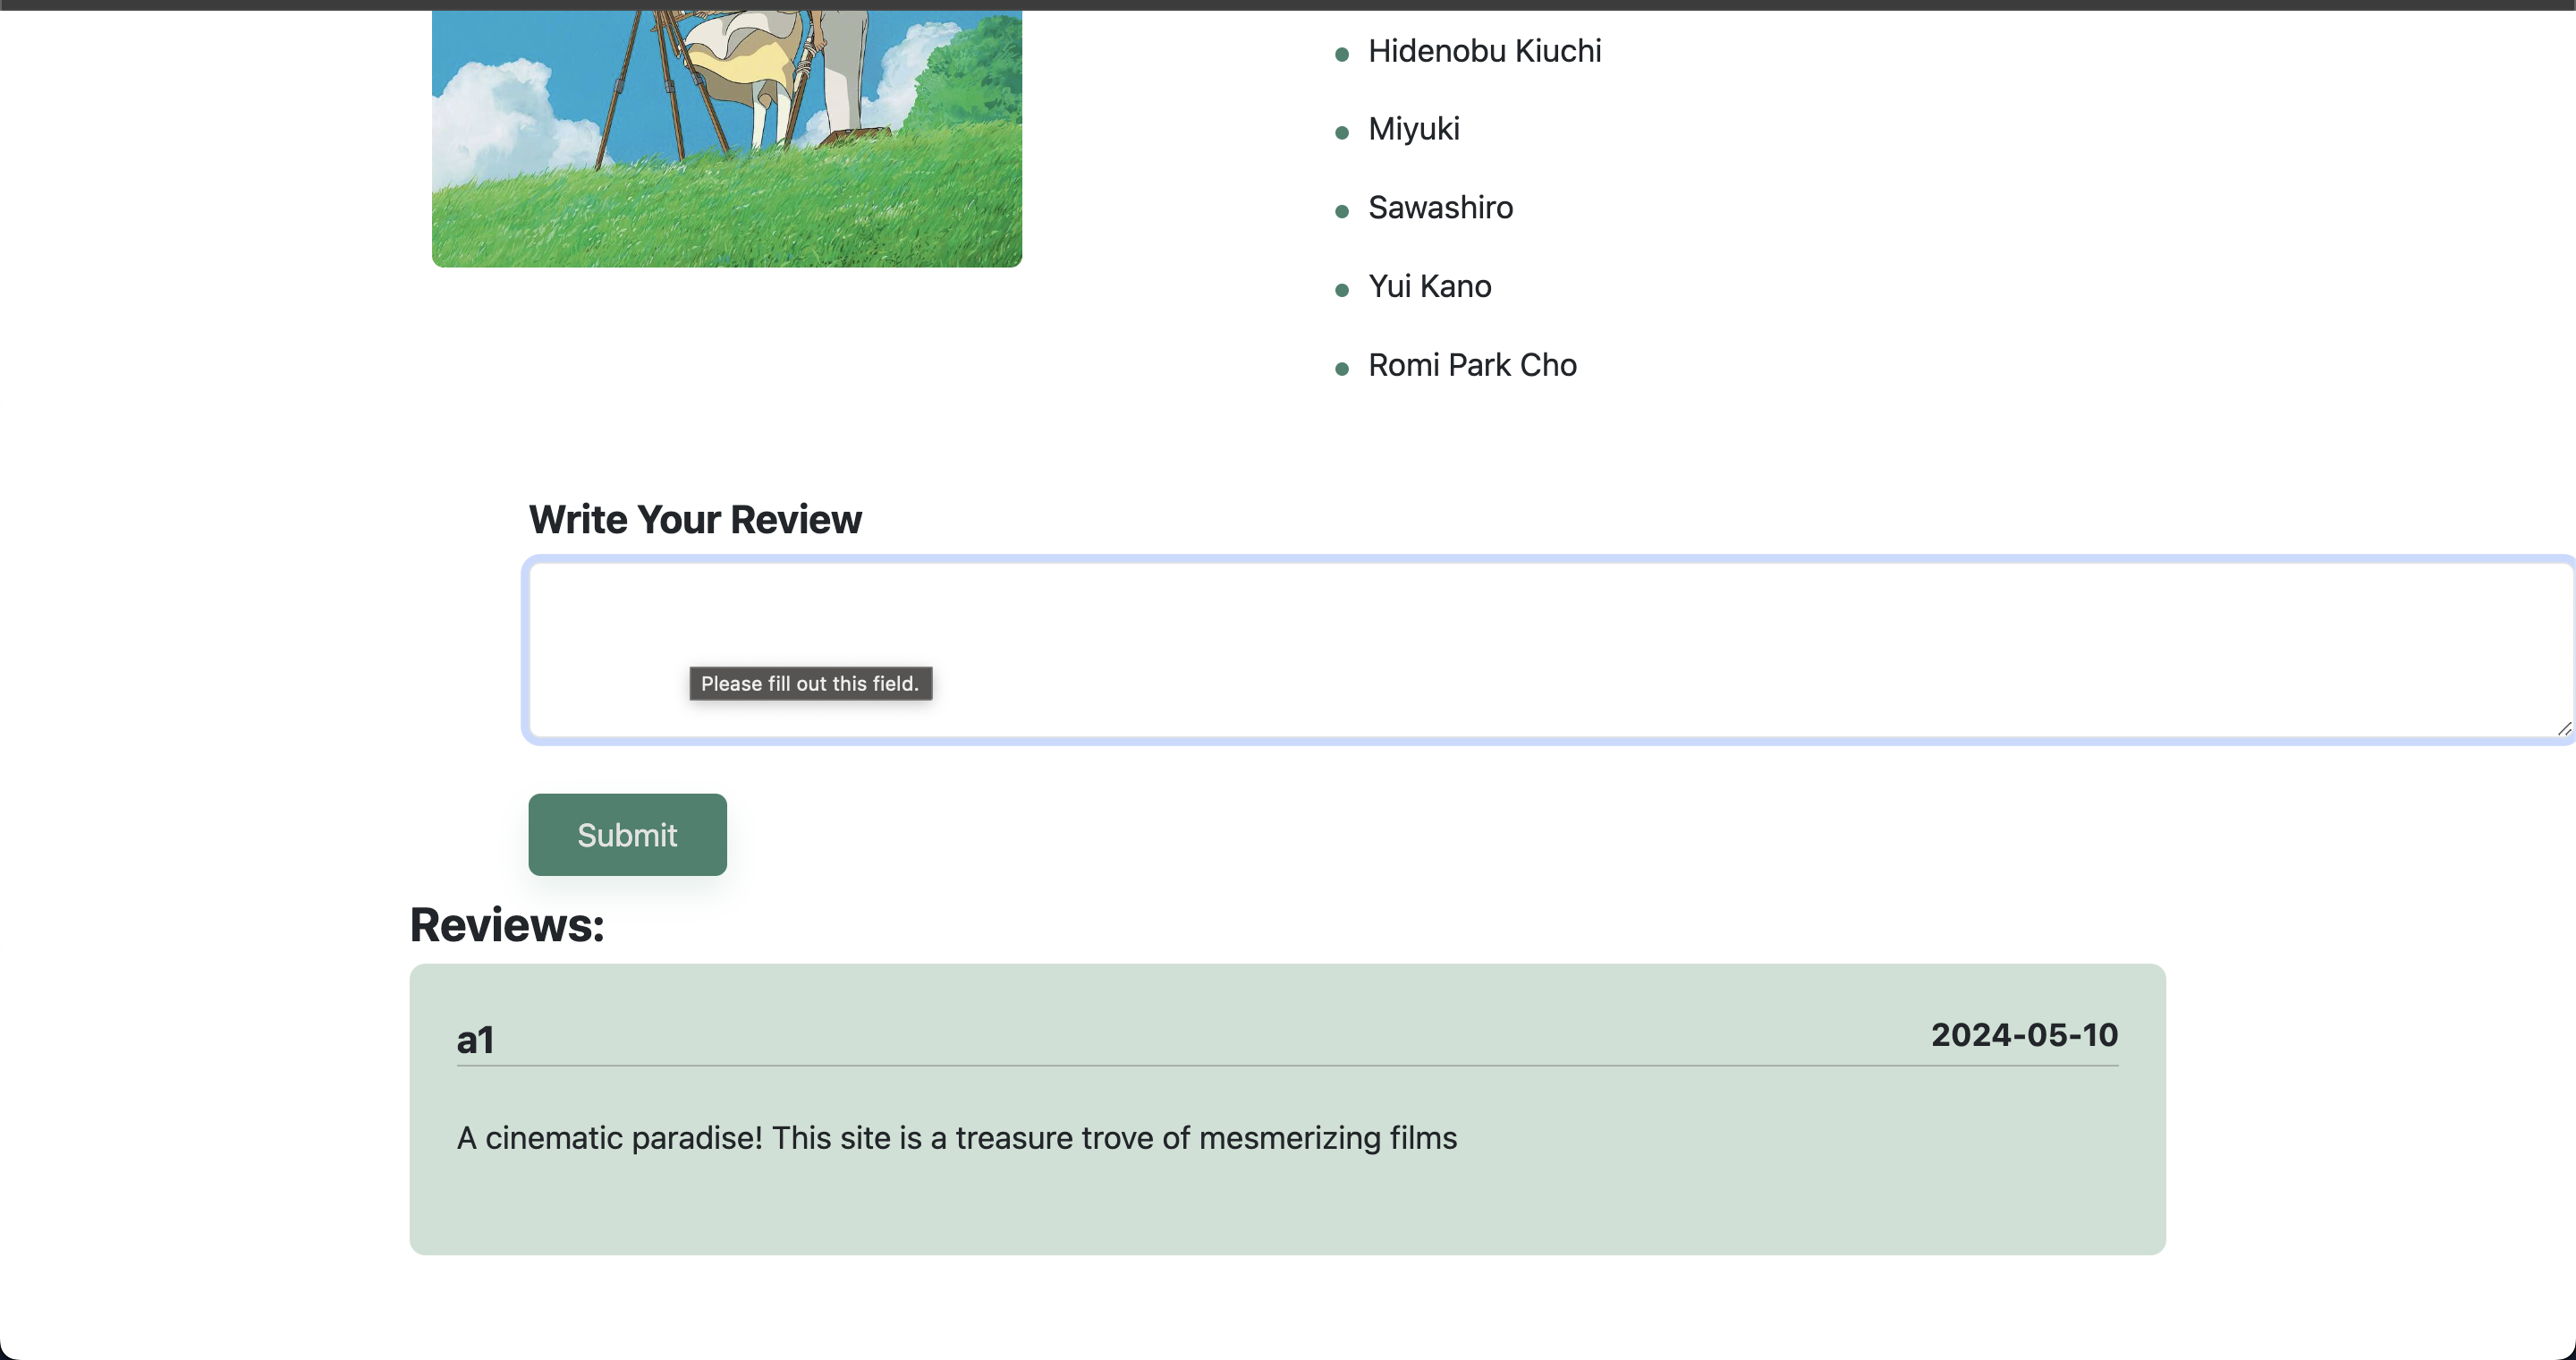 Hidenobu Kiuchi
Miyuki
Sawashiro
Yui Kano
Romi Park Cho
Write Your Review
Please fill out this field.
Submit
Reviews:
a1 2024-05-10
A cinematic paradise! This site is a treasure trove of mesmerizing films